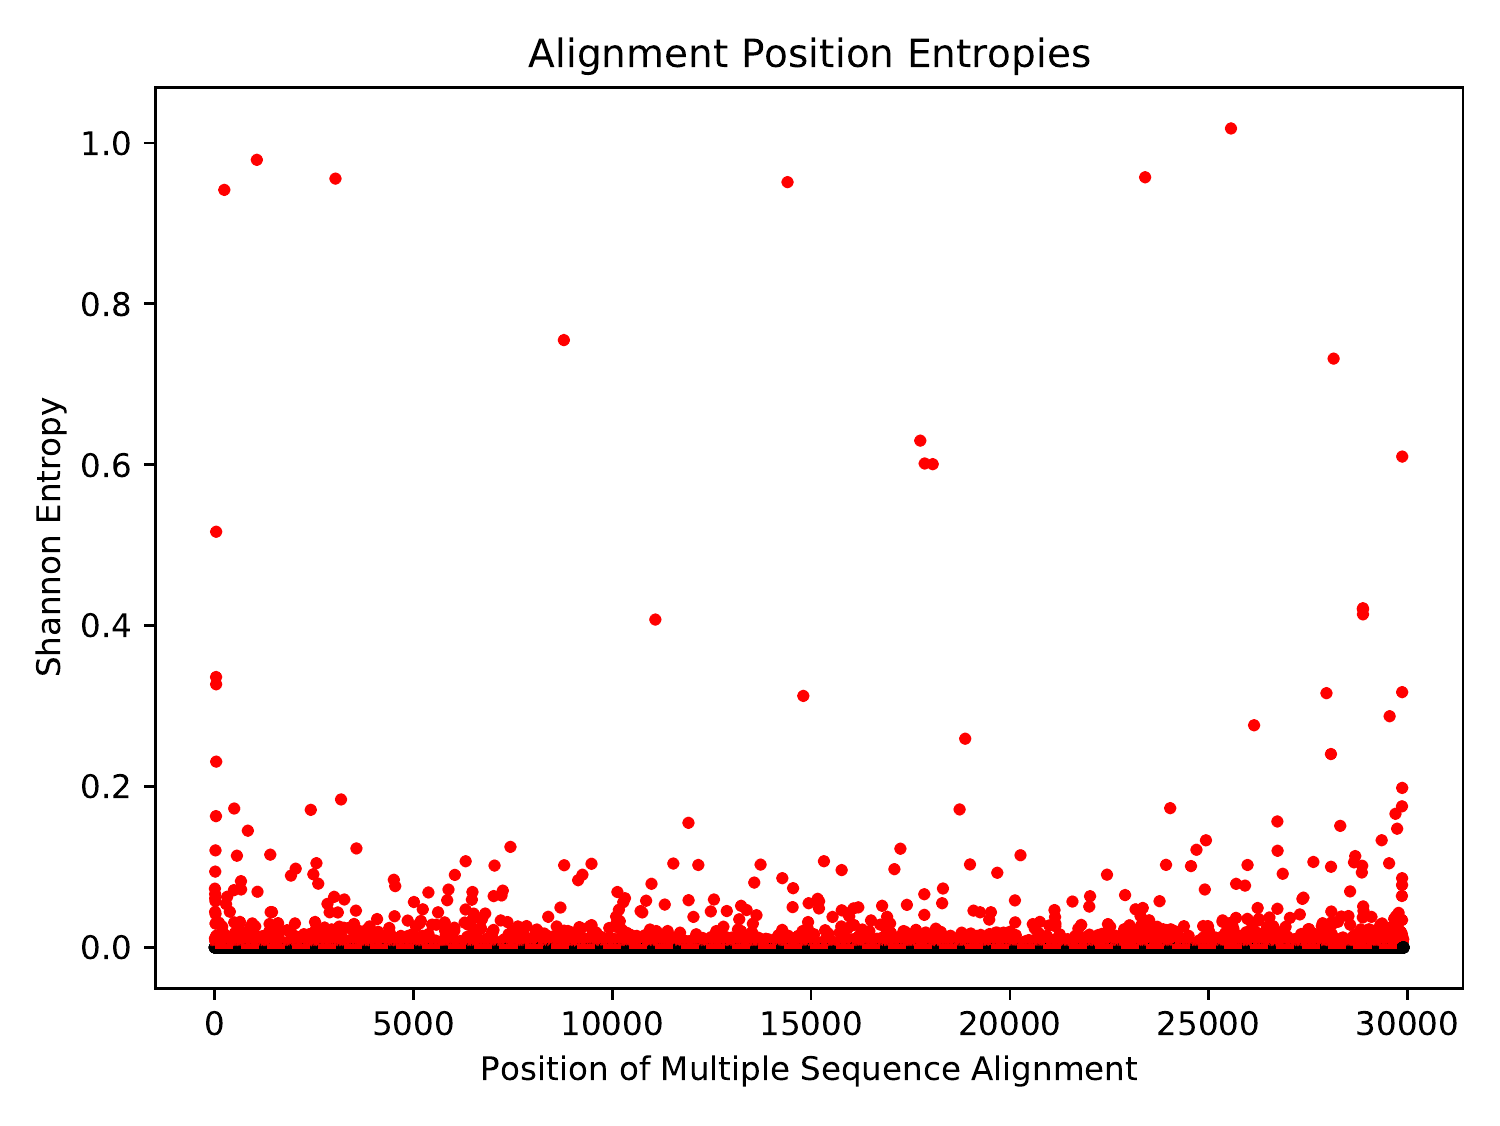 Alignment Position Entropies
1.0
0.8
0.6
0.4
0.2
0.0
Shannon Entropy
0 5000 10000 15000 20000 25000 30000
Position of Multiple Sequence Alignment